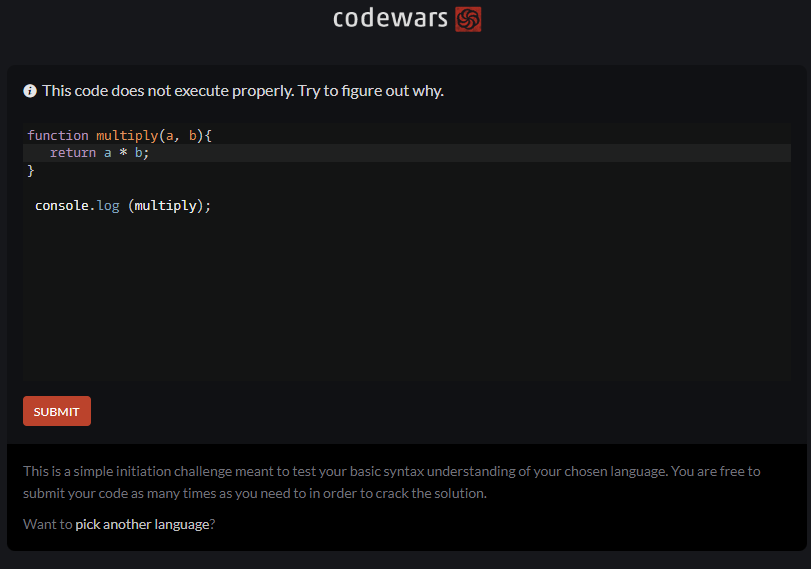 codewars
This code does not execute properly. Try to figure out why.
function multiply(a, b){
return a * b;
}
console.log (multiply);
SUBMIT
This is a simple initiation challenge meant to test your basic syntax understanding of your chosen language. You are free to
submit your code as many times as you need to in order to crack the solution.
Want to pick another language?